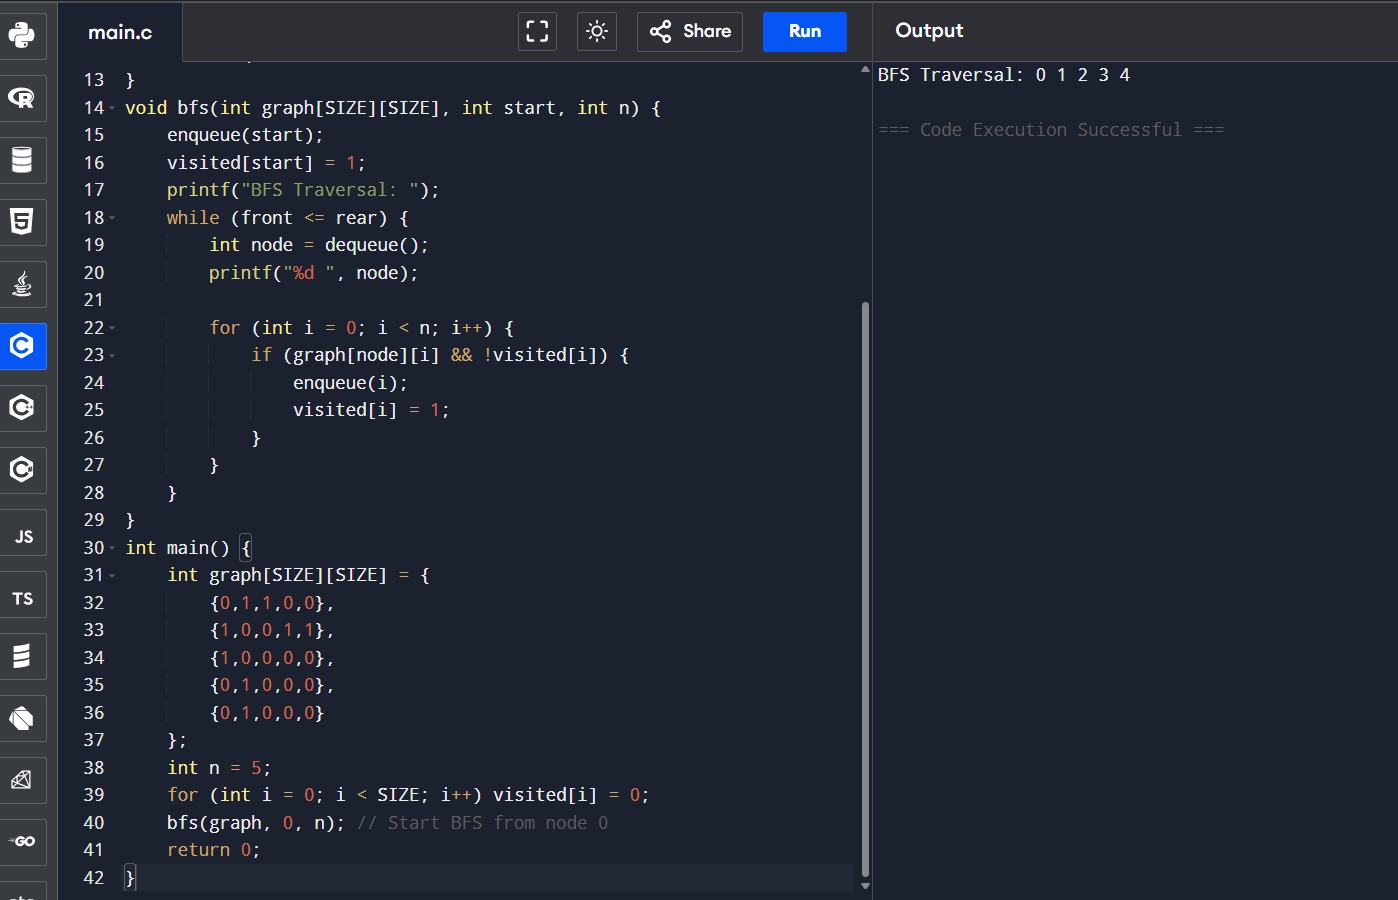 main.c
Share
Run
Output
13 }
14 void bfs(int graph[SIZE][SIZE], int start, int n) {
15     enqueue(start);
16     visited[start] = 1;
17     printf("BFS Traversal: ");
18     while (front <= rear) {
19         int node = dequeue();
20         printf("%d ", node);
21
22         for (int i = 0; i < n; i++) {
23             if (graph[node][i] && !visited[i]) {
24                 enqueue(i);
25                 visited[i] = 1;
26             }
27         }
28     }
29 }
30 int main() {
31     int graph[SIZE][SIZE] = {
32         {0,1,1,0,0},
33         {1,0,0,1,1},
34         {1,0,0,0,0},
35         {0,1,0,0,0},
36         {0,1,0,0,0}
37     };
38     int n = 5;
39     for (int i = 0; i < SIZE; i++) visited[i] = 0;
40     bfs(graph, 0, n); // Start BFS from node 0
41     return 0;
42 }
BFS Traversal: 0 1 2 3 4
=== Code Execution Successful ===
R
5
C
C
C
JS
TS
GO